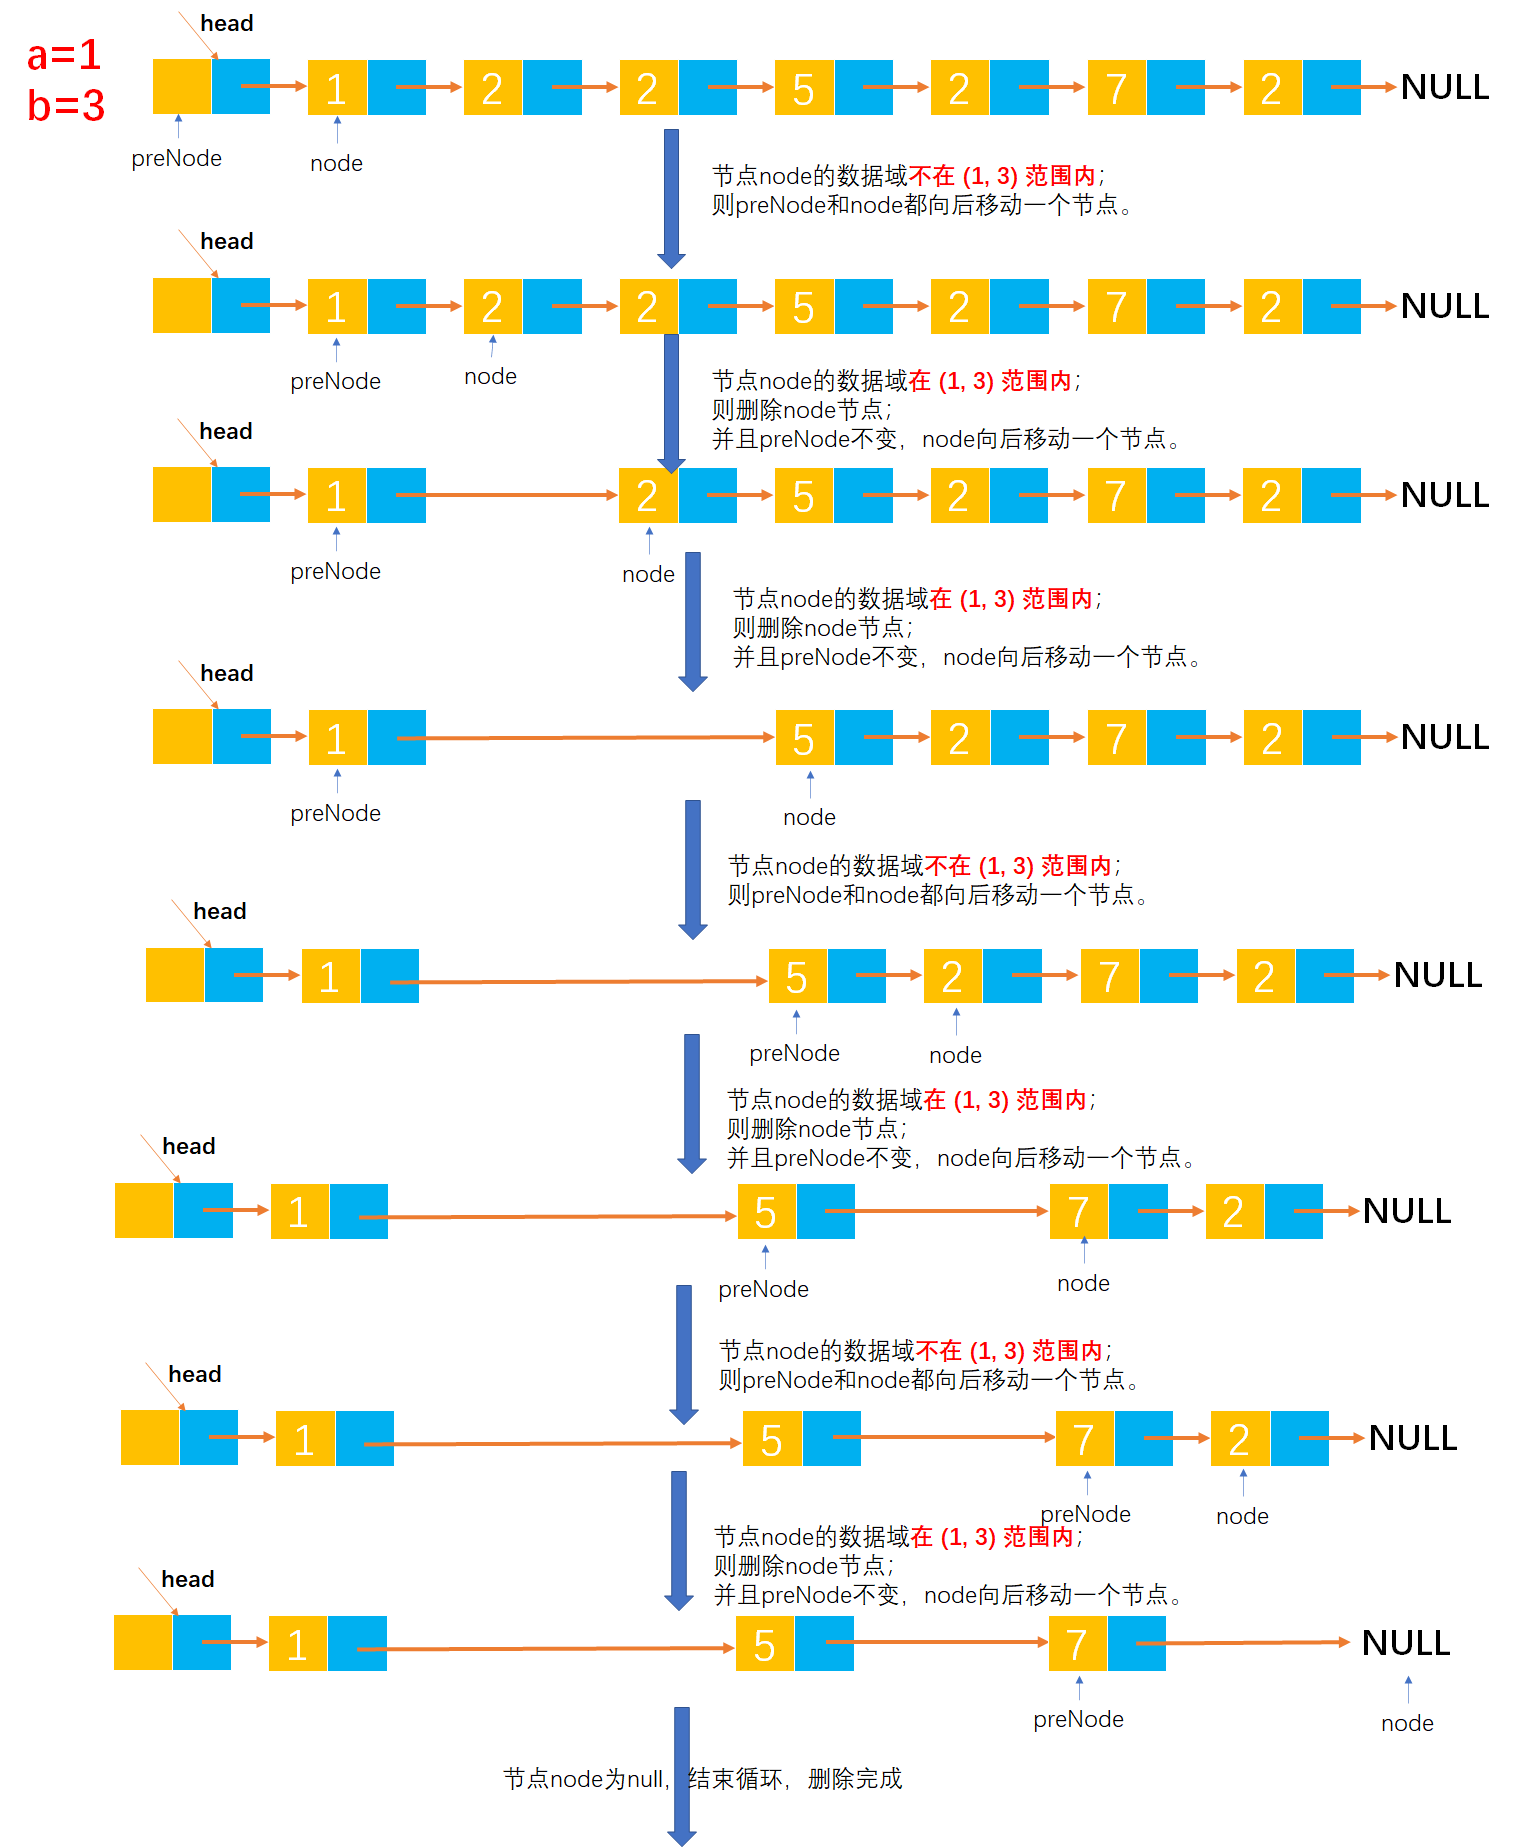 head
a=1
b=3
1 2 2 5 2 7 2 NULL
preNode node
节点node的数据域不在 (1, 3) 范围内；
则preNode和node都向后移动一个节点。
head
1 2 2 5 2 7 2 NULL
preNode node
节点node的数据域在 (1, 3) 范围内；
则删除node节点；
并且preNode不变，node向后移动一个节点。
head
1 2 5 2 7 2 NULL
preNode node
节点node的数据域在 (1, 3) 范围内；
则删除node节点；
并且preNode不变，node向后移动一个节点。
head
1 5 2 7 2 NULL
preNode node
节点node的数据域不在 (1, 3) 范围内；
则preNode和node都向后移动一个节点。
head
1 5 2 7 2 NULL
preNode node
节点node的数据域在 (1, 3) 范围内；
则删除node节点；
并且preNode不变，node向后移动一个节点。
head
1 5 7 2 NULL
preNode node
节点node的数据域不在 (1, 3) 范围内；
则preNode和node都向后移动一个节点。
head
1 5 7 2 NULL
preNode node
节点node的数据域在 (1, 3) 范围内；
则删除node节点；
并且preNode不变，node向后移动一个节点。
head
1 5 7 NULL
preNode node
节点node为null，结束循环，删除完成